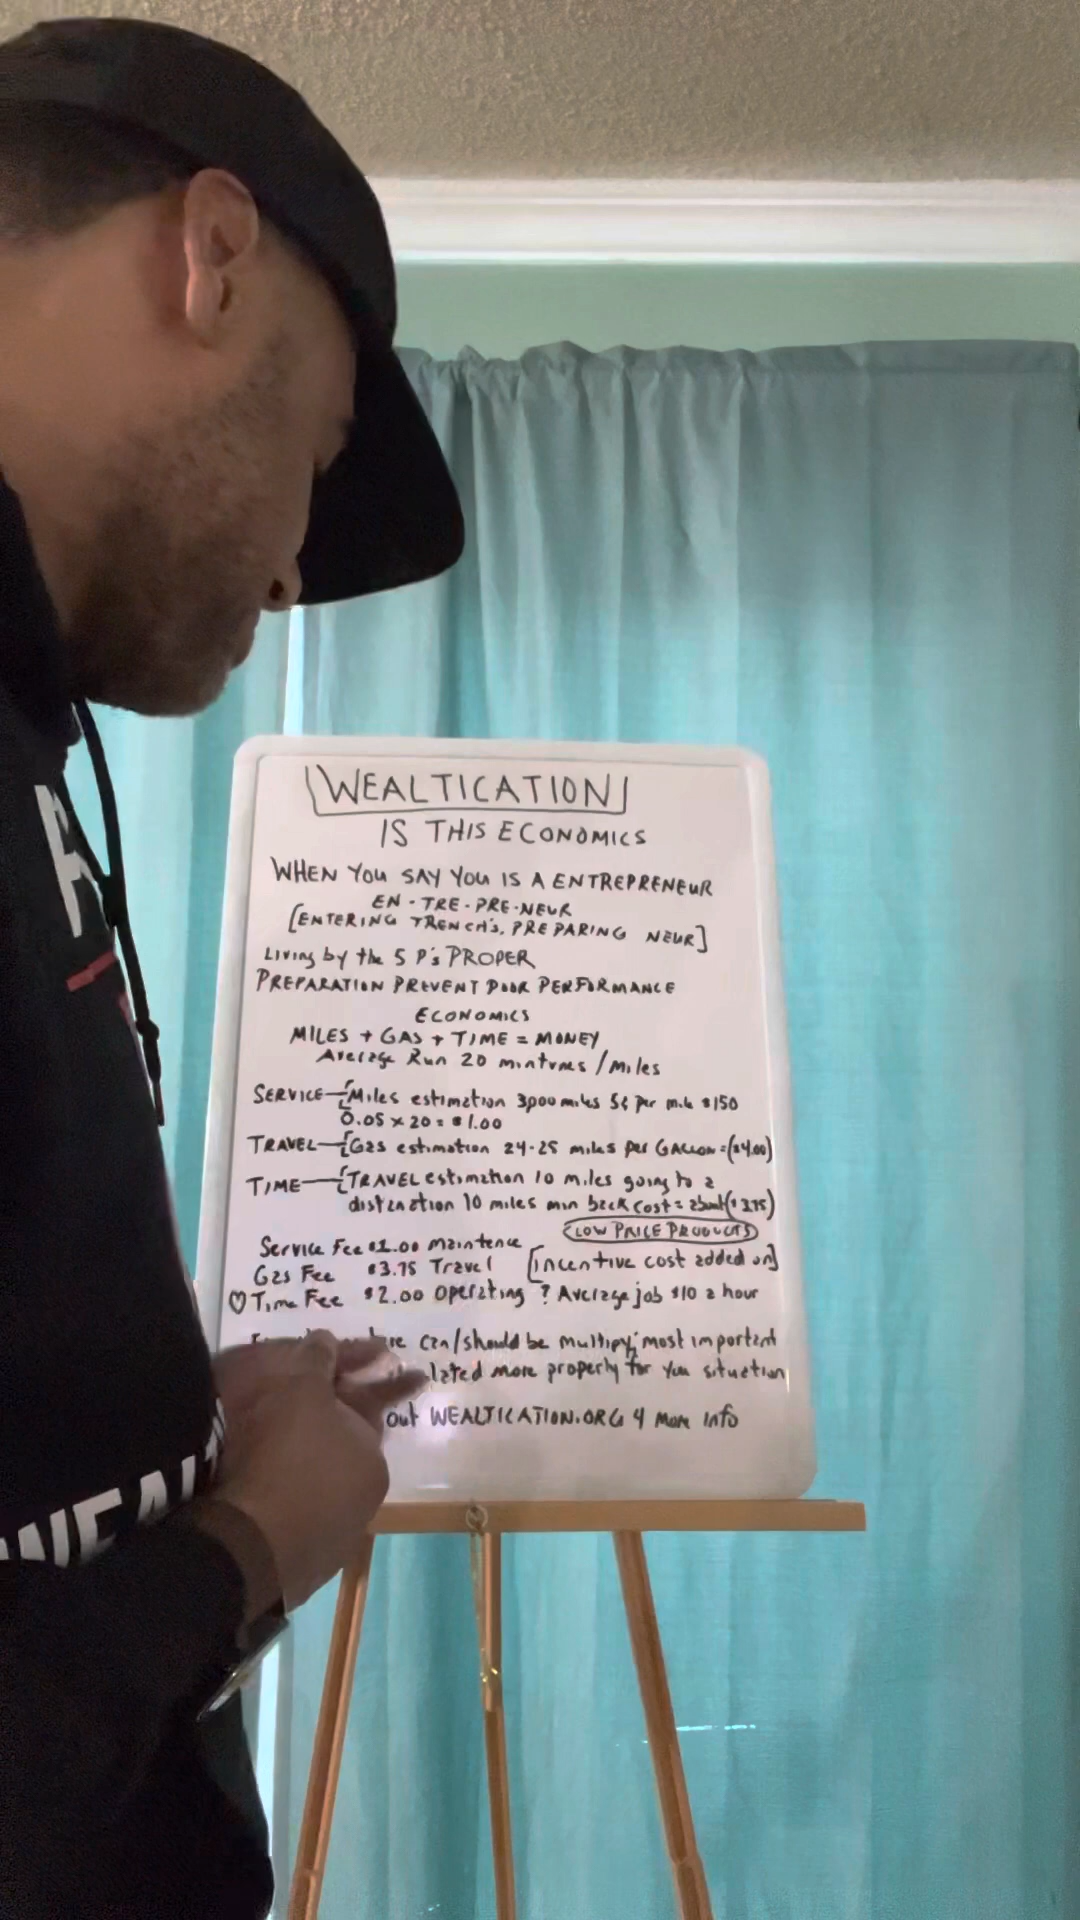 WEALTICATION
IS THIS ECONOMICS
WHEN YOU SAY YOU IS A ENTREPRENEUR
EN-TRE-PRE-NEUR
[ENTERING TRENCH'S, PREPARING NEUR]
Living by the 5 P's PROPER
PREPARATION PREVENT POOR PERFORMANCE
ECONOMICS
MILES + GAS + TIME = MONEY
Average Run 20 mintunes / Miles
SERVICE—[Miles estimation 3,000 miles 5¢ per mile $150
0.05 x 20 = $1.00
TRAVEL—[Gas estimation 24-25 miles per GALLON = ($4.00)
TIME—[TRAVEL estimation 10 miles going to a
distination 10 miles min back cost = about ($3.75)
LOW PRICE PRODUCTS
Service Fee $1.00 maintence
[incentive cost added on]
Gas Fee $3.75 Travel
♡ Time Fee $2.00 operating ? Average job $10 a hour
can/should be multipy; most important
more properly for you situation
out WEALTICATION.ORG 4 More Info
WEALT